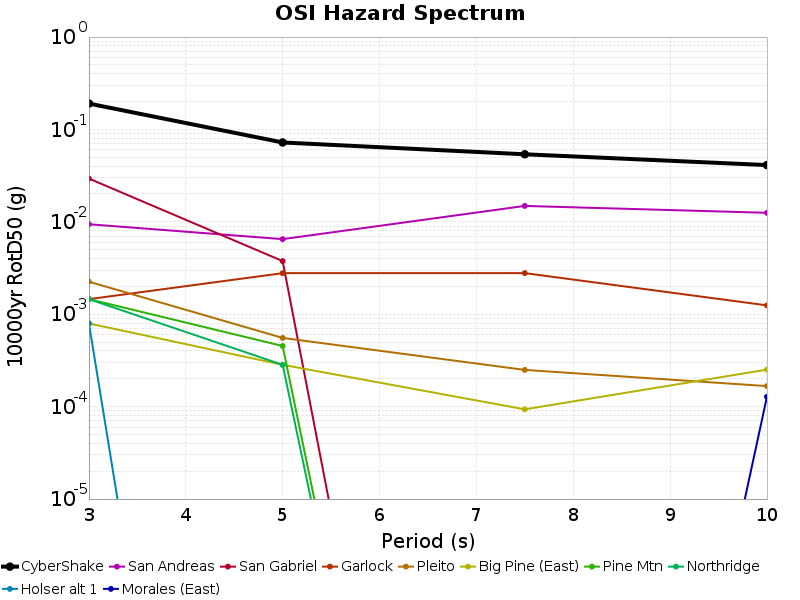 OSI Hazard Spectrum
10000yr RotD50 (g)
10^0
10^-1
10^-2
10^-3
10^-4
10^-5
3 4 5 6 7 8 9 10
Period (s)
CyberShake San Andreas San Gabriel Garlock Pleito Big Pine (East) Pine Mtn Northridge
Holser alt 1 Morales (East)